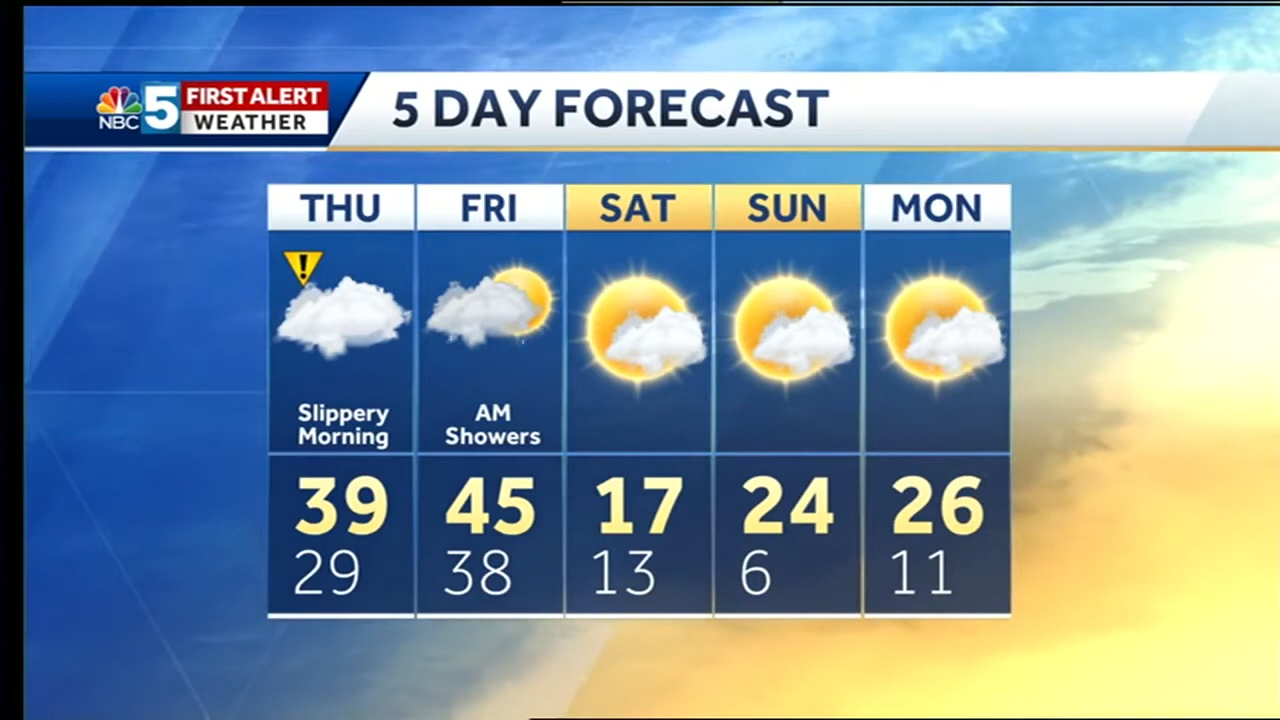 NBC 5 FIRST ALERT
WEATHER
5 DAY FORECAST
THU FRI SAT SUN MON
!
Slippery
Morning
AM
Showers
39 45 17 24 26
29 38 13 6 11